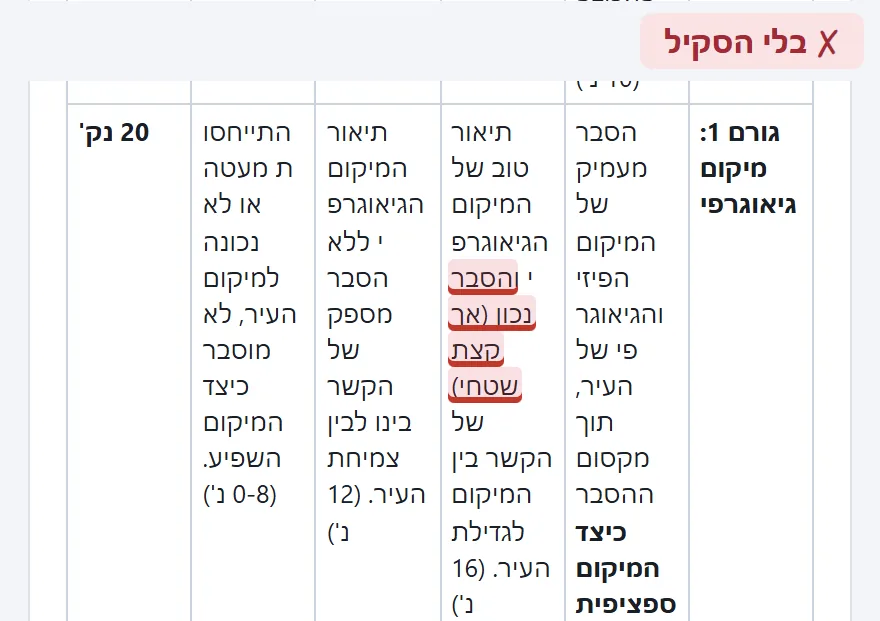 ✗ בלי הסקיל
גורם 1:
מיקום
גיאוגרפי
הסבר
מעמיק
של
המיקום
הפיזי
והגיאוגר
פי של
העיר,
תוך
מקסום
ההסבר
כיצד
המיקום
ספציפית
תיאור
טוב של
המיקום
הגיאוגרפ
י והסבר
נכון (אך
קצת
שטחי)
של
הקשר בין
המיקום
לגדילת
העיר. (16
נ')
תיאור
המיקום
הגיאוגרפ
י ללא
הסבר
מספק
של
הקשר
בינו לבין
צמיחת
העיר. (12
נ')
התייחסו
ת מעטה
או לא
נכונה
למיקום
העיר, לא
מוסבר
כיצד
המיקום
השפיע.
(0-8 נ')
20 נק'